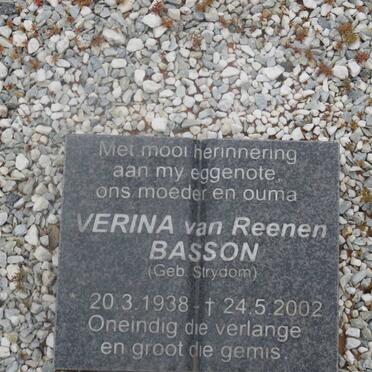 Met mooi herinnering
aan my eggenote,
ons moeder en ouma
VERINA van Reenen
BASSON
(Geb. Strydom)
* 20.3.1938 - † 24.5.2002
Oneindig die verlange
en groot die gemis.